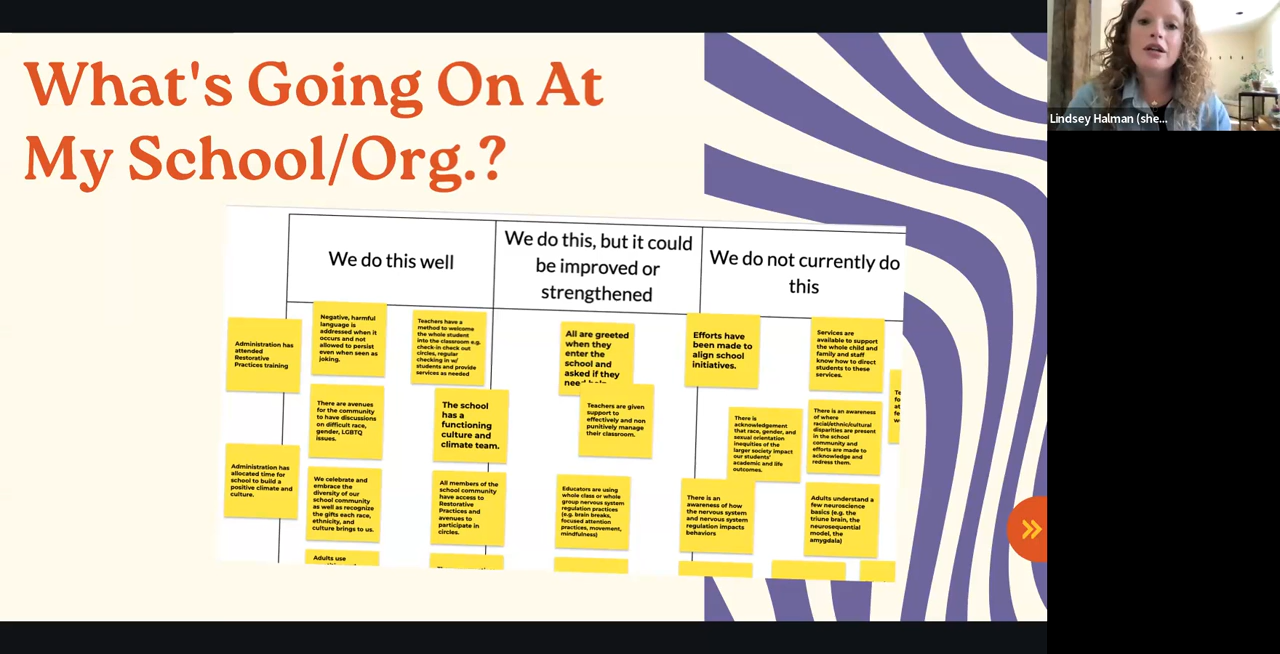 What's Going On At
My School/Org.?
Lindsey Halman (she...
We do this well
We do this, but it could
be improved or
strengthened
We do not currently do
this
Administration has
attended
Restorative
Practices training
Negative, harmful
language is
addressed when it
occurs and not
allowed to persist
even when seen as
joking.
Teachers have a
method to welcome
the whole student
into the classroom e.g.
check-in check out
circles, regular
checking in w/
students and provide
services as needed
All are greeted
when they
enter the
school and
asked if they
need help
Efforts have
been made to
align school
initiatives.
Services are
available to support
the whole child and
family and staff
know how to direct
students to these
services.
There are avenues
for the community
to have discussions
on difficult race,
gender, LGBTQ
issues.
The school
has a
functioning
culture and
climate team.
Teachers are given
support to
effectively and non
punitively manage
their classroom.
There is
acknowledgement
that race, gender, and
sexual orientation
inequities of the
larger society impact
our students'
academic and life
outcomes.
There is an awareness
of where
racial/ethnic/cultural
disparities are present
in the school
community and
efforts are made to
acknowledge and
redress them.
Administration has
allocated time for
school to build a
positive climate and
culture.
We celebrate and
embrace the
diversity of our
school community
as well as recognize
the gifts each race,
ethnicity, and
culture brings to us.
All members of the
school community
have access to
Restorative
Practices and
avenues to
participate in
circles.
Educators are using
whole class or whole
group nervous system
regulation practices
(e.g. brain breaks,
focused attention
practices, movement,
mindfulness)
There is an
awareness of how
the nervous system
and nervous system
regulation impacts
behaviors
Adults understand a
few neuroscience
basics (e.g. the
triune brain, the
neurosequential
model, the
amygdala)
Adults use